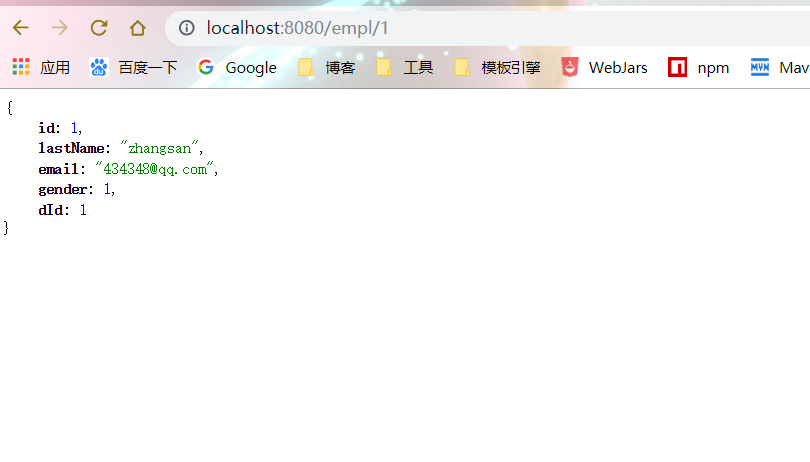 localhost:8080/empl/1
应用 百度一下 Google 博客 工具 模板引擎 WebJars npm Mav
{
id: 1,
lastName: "zhangsan",
email: "434348@qq.com",
gender: 1,
dId: 1
}